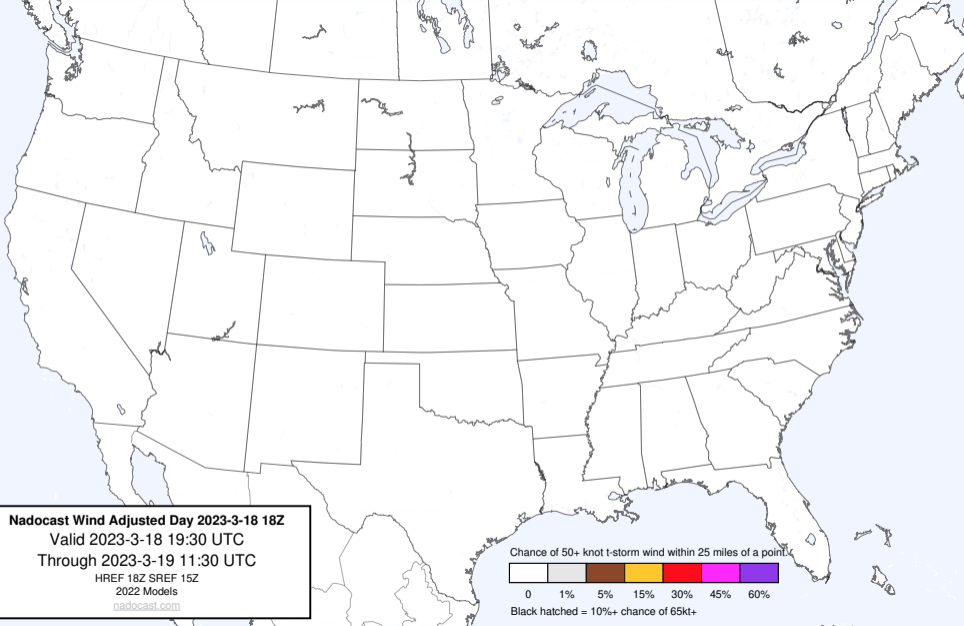 Nadocast Wind Adjusted Day 2023-3-18 18Z
Valid 2023-3-18 19:30 UTC
Through 2023-3-19 11:30 UTC
HREF 18Z SREF 15Z
2022 Models
nadocast.com
Chance of 50+ knot t-storm wind within 25 miles of a point.
0 1% 5% 15% 30% 45% 60%
Black hatched = 10%+ chance of 65kt+